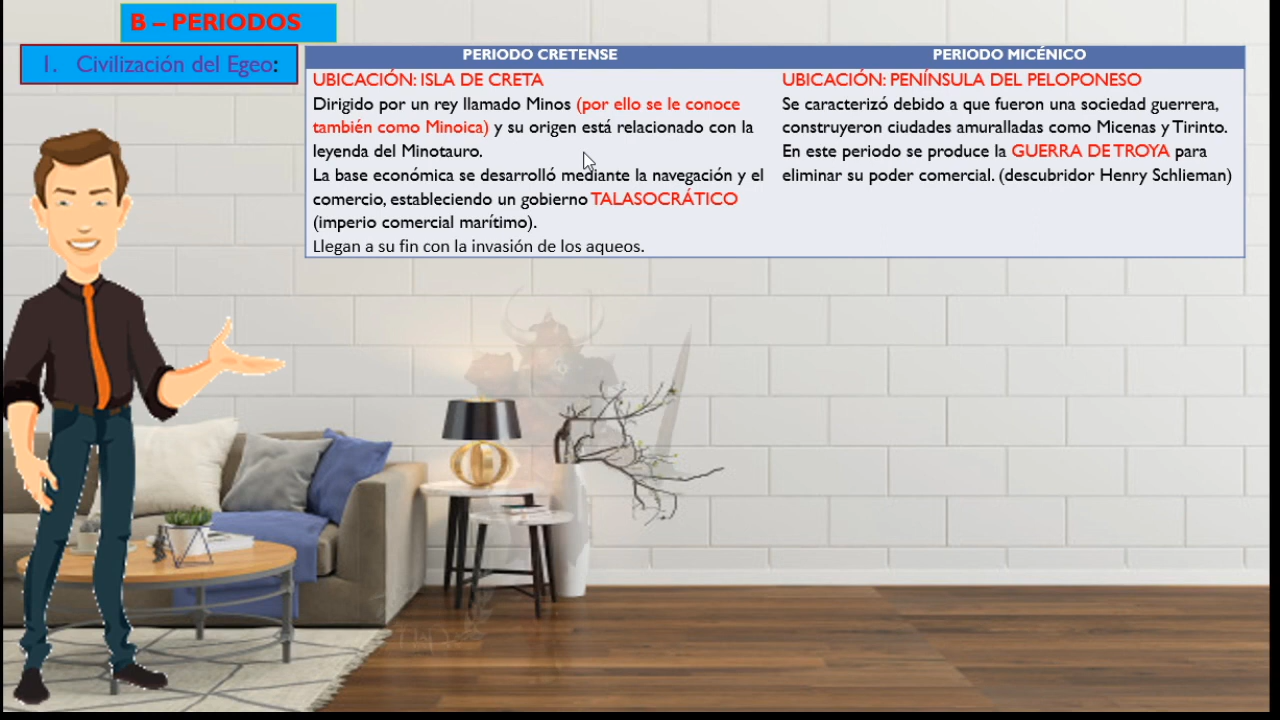 B – PERIODOS
1. Civilización del Egeo:
PERIODO CRETENSE
UBICACIÓN: ISLA DE CRETA
Dirigido por un rey llamado Minos (por ello se le conoce
también como Minoica) y su origen está relacionado con la
leyenda del Minotauro.
La base económica se desarrolló mediante la navegación y el
comercio, estableciendo un gobierno TALASOCRÁTICO
(imperio comercial marítimo).
Llegan a su fin con la invasión de los aqueos.
PERIODO MICÉNICO
UBICACIÓN: PENÍNSULA DEL PELOPONESO
Se caracterizó debido a que fueron una sociedad guerrera,
construyeron ciudades amuralladas como Micenas y Tirinto.
En este periodo se produce la GUERRA DE TROYA para
eliminar su poder comercial. (descubridor Henry Schlieman)